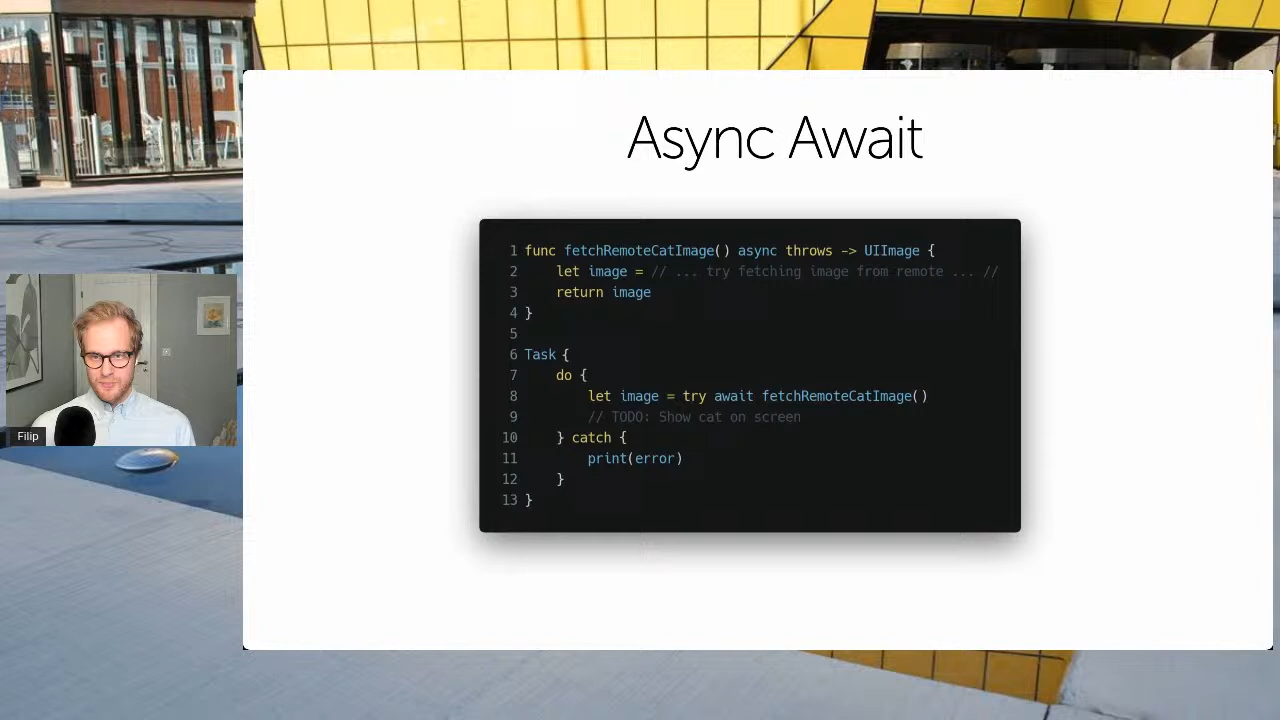 Async Await
1 func fetchRemoteCatImage() async throws -> UIImage {
2 let image = // ... try fetching image from remote ... //
3 return image
4 }
5
6 Task {
7 do {
8 let image = try await fetchRemoteCatImage()
9 // TODO: Show cat on screen
10 } catch {
11 print(error)
12 }
13 }
Filip